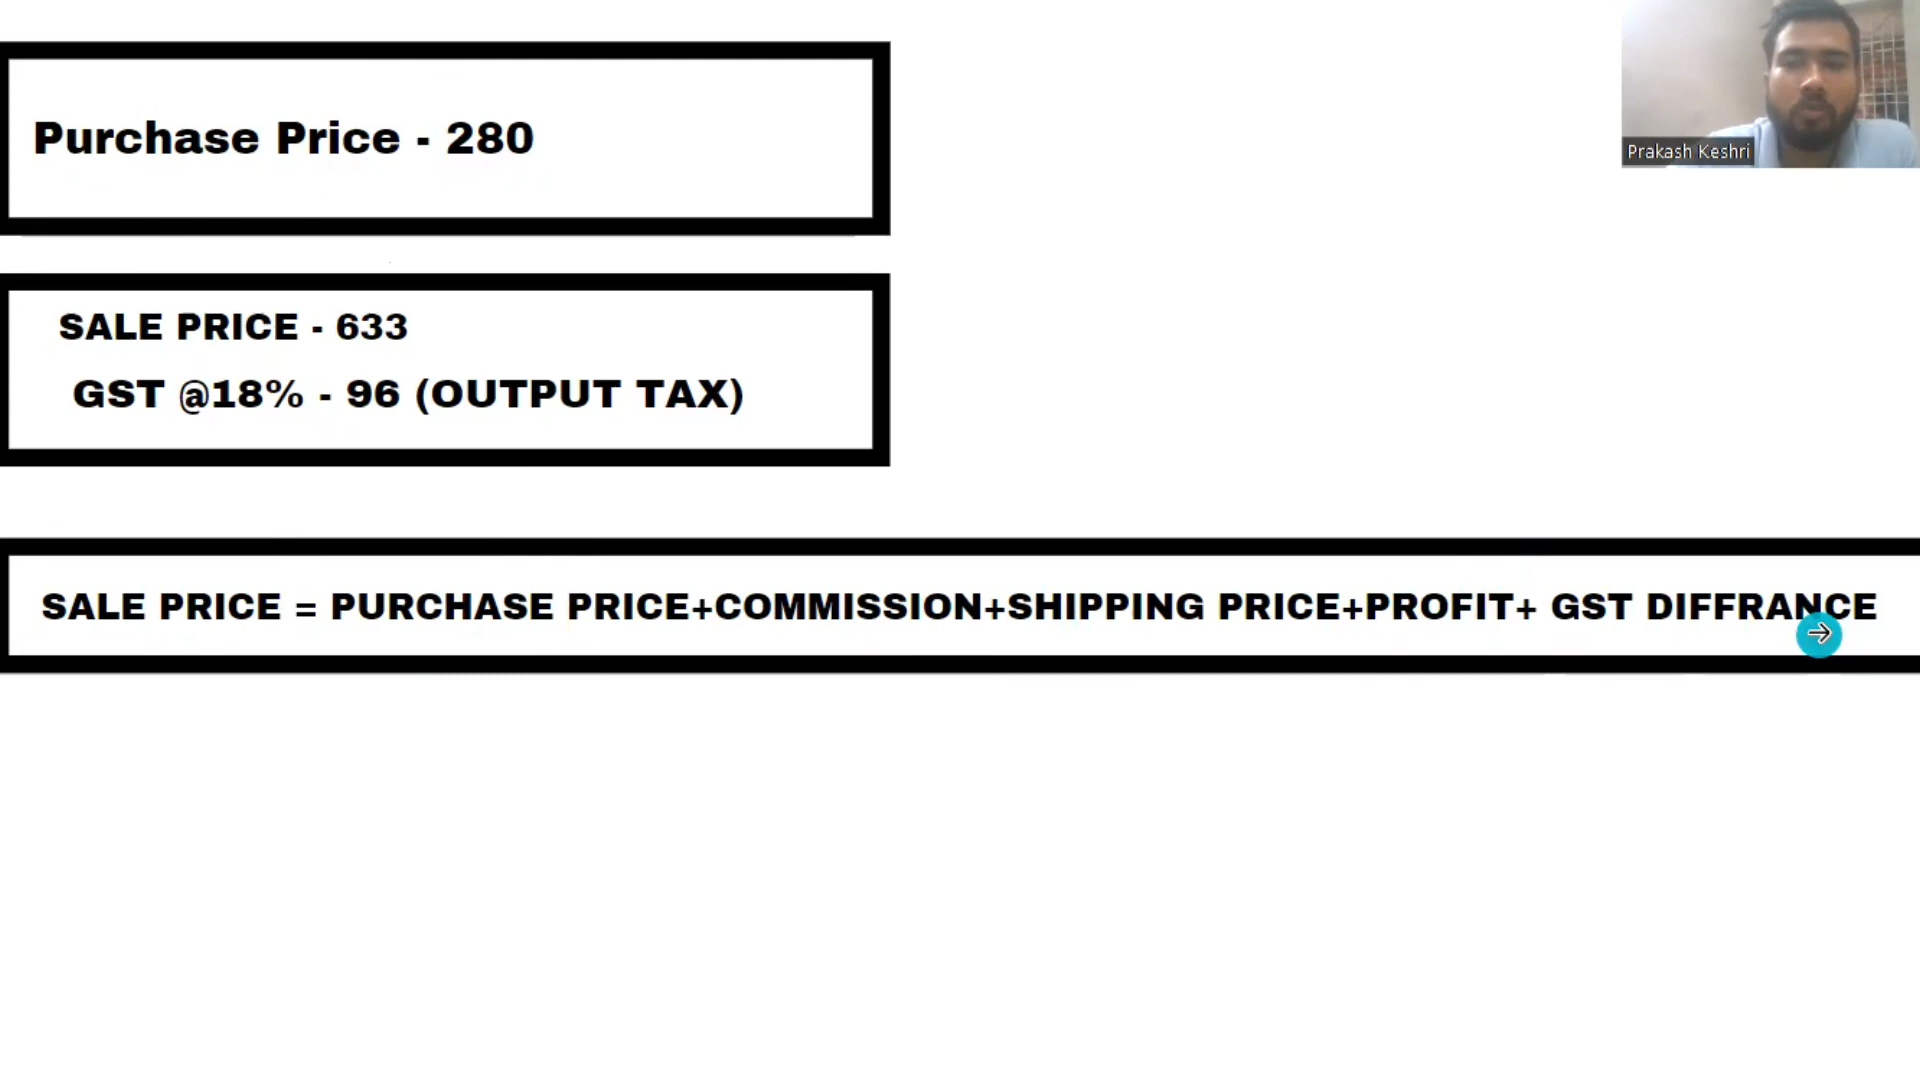 Prakash Keshri
Purchase Price - 280
SALE PRICE - 633
GST @18% - 96 (OUTPUT TAX)
SALE PRICE = PURCHASE PRICE+COMMISSION+SHIPPING PRICE+PROFIT+ GST DIFFRANCE